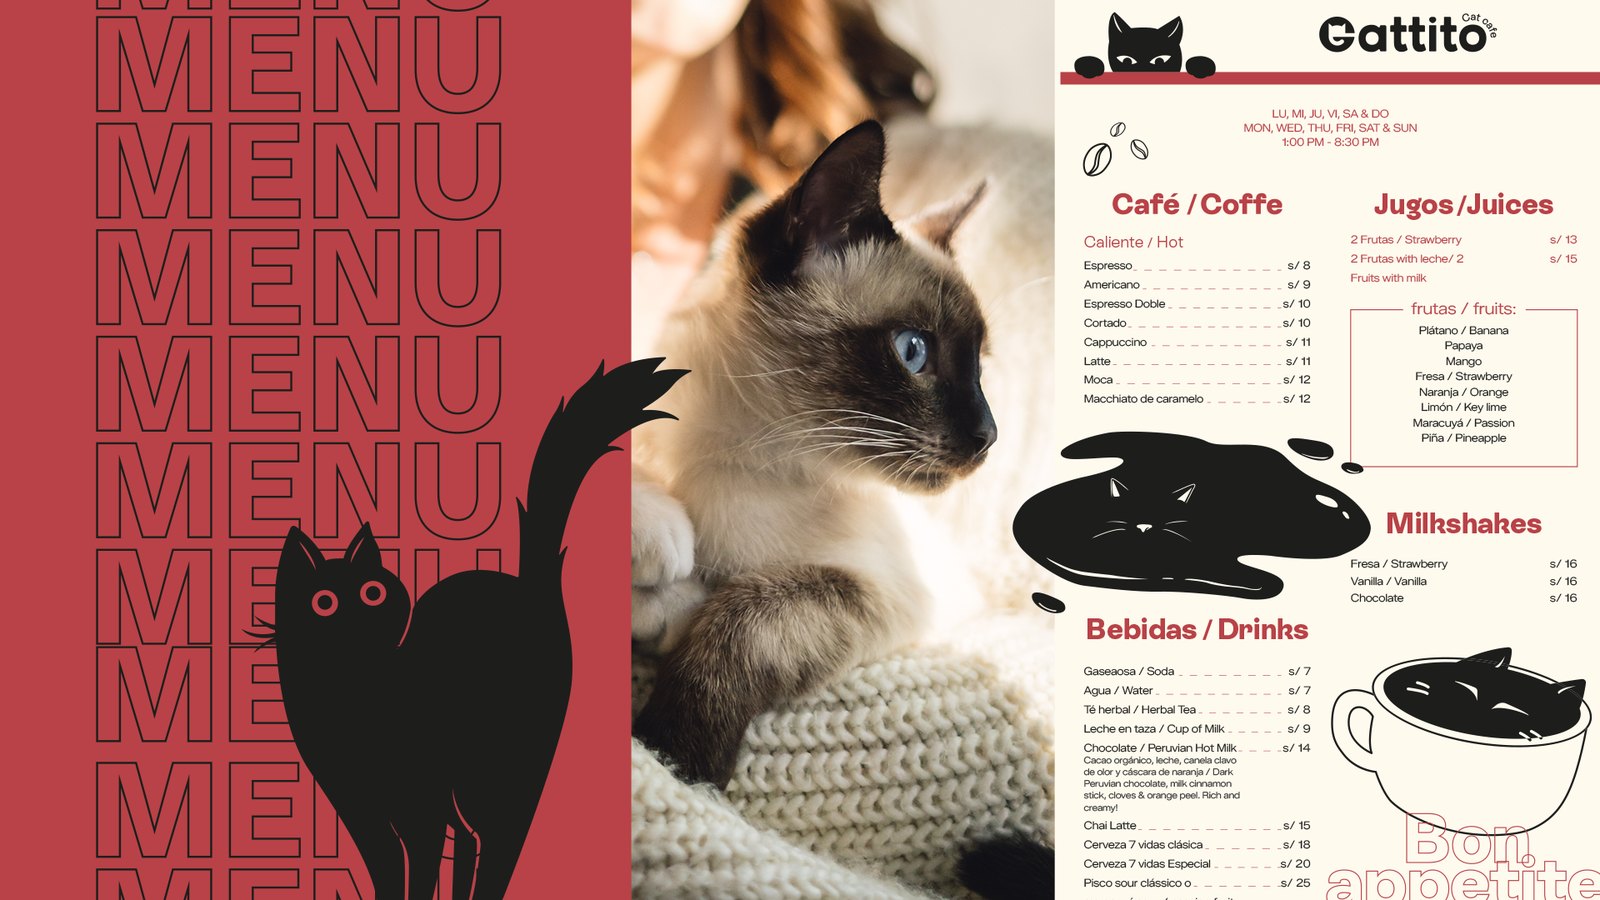 MENU
MENU
MENU
MENU
MENU
MENU
MENU
ME
MEN
MEN
Gattito
Cat cafe
LU, MI, JU, VI, SA & DO
MON, WED, THU, FRI, SAT & SUN
1:00 PM - 8:30 PM
Café / Coffe
Caliente / Hot
Espresso s/ 8
Americano s/ 9
Espresso Doble s/ 10
Cortado s/ 10
Cappuccino s/ 11
Latte s/ 11
Moca s/ 12
Macchiato de caramelo s/ 12
Bebidas / Drinks
Gaseaosa / Soda s/ 7
Agua / Water s/ 7
Té herbal / Herbal Tea s/ 8
Leche en taza / Cup of Milk s/ 9
Chocolate / Peruvian Hot Milk s/ 14
Cacao orgánico, leche, canela clavo
de olor y cáscara de naranja / Dark
Peruvian chocolate, milk cinnamon
stick, cloves & orange peel. Rich and
creamy!
Chai Latte s/ 15
Cerveza 7 vidas clásica s/ 18
Cerveza 7 vidas Especial s/ 20
Pisco sour clássico o s/ 25
Jugos /Juices
2 Frutas / Strawberry s/ 13
2 Frutas with leche/ 2 s/ 15
Fruits with milk
frutas / fruits:
Plátano / Banana
Papaya
Mango
Fresa / Strawberry
Naranja / Orange
Limón / Key lime
Maracuyá / Passion
Piña / Pineapple
Milkshakes
Fresa / Strawberry s/ 16
Vanilla / Vanilla s/ 16
Chocolate s/ 16
Bon
appetite